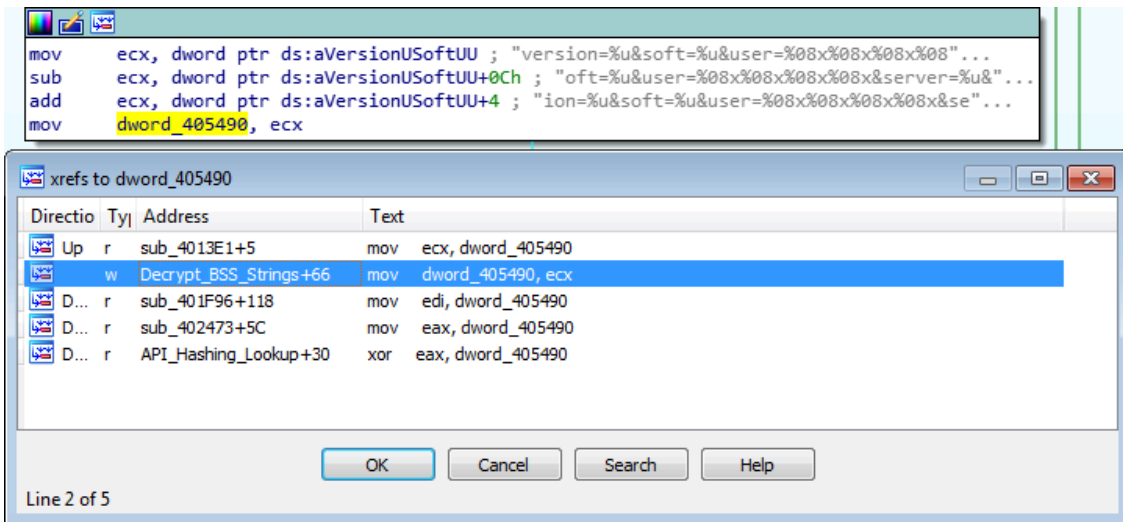 mov ecx, dword ptr ds:aVersionUSoftUU ; "version=%u&soft=%u&user=%08x%08x%08x%08"...
sub ecx, dword ptr ds:aVersionUSoftUU+0Ch ; "oft=%u&user=%08x%08x%08x%08x&server=%u&"...
add ecx, dword ptr ds:aVersionUSoftUU+4 ; "ion=%u&soft=%u&user=%08x%08x%08x%08x&se"...
mov dword_405490, ecx
xrefs to dword_405490
Directio Ty Address Text
Up r sub_4013E1+5 mov ecx, dword_405490
w Decrypt_BSS_Strings+66 mov dword_405490, ecx
D... r sub_401F96+118 mov edi, dword_405490
D... r sub_402473+5C mov eax, dword_405490
D... r API_Hashing_Lookup+30 xor eax, dword_405490
OK Cancel Search Help
Line 2 of 5